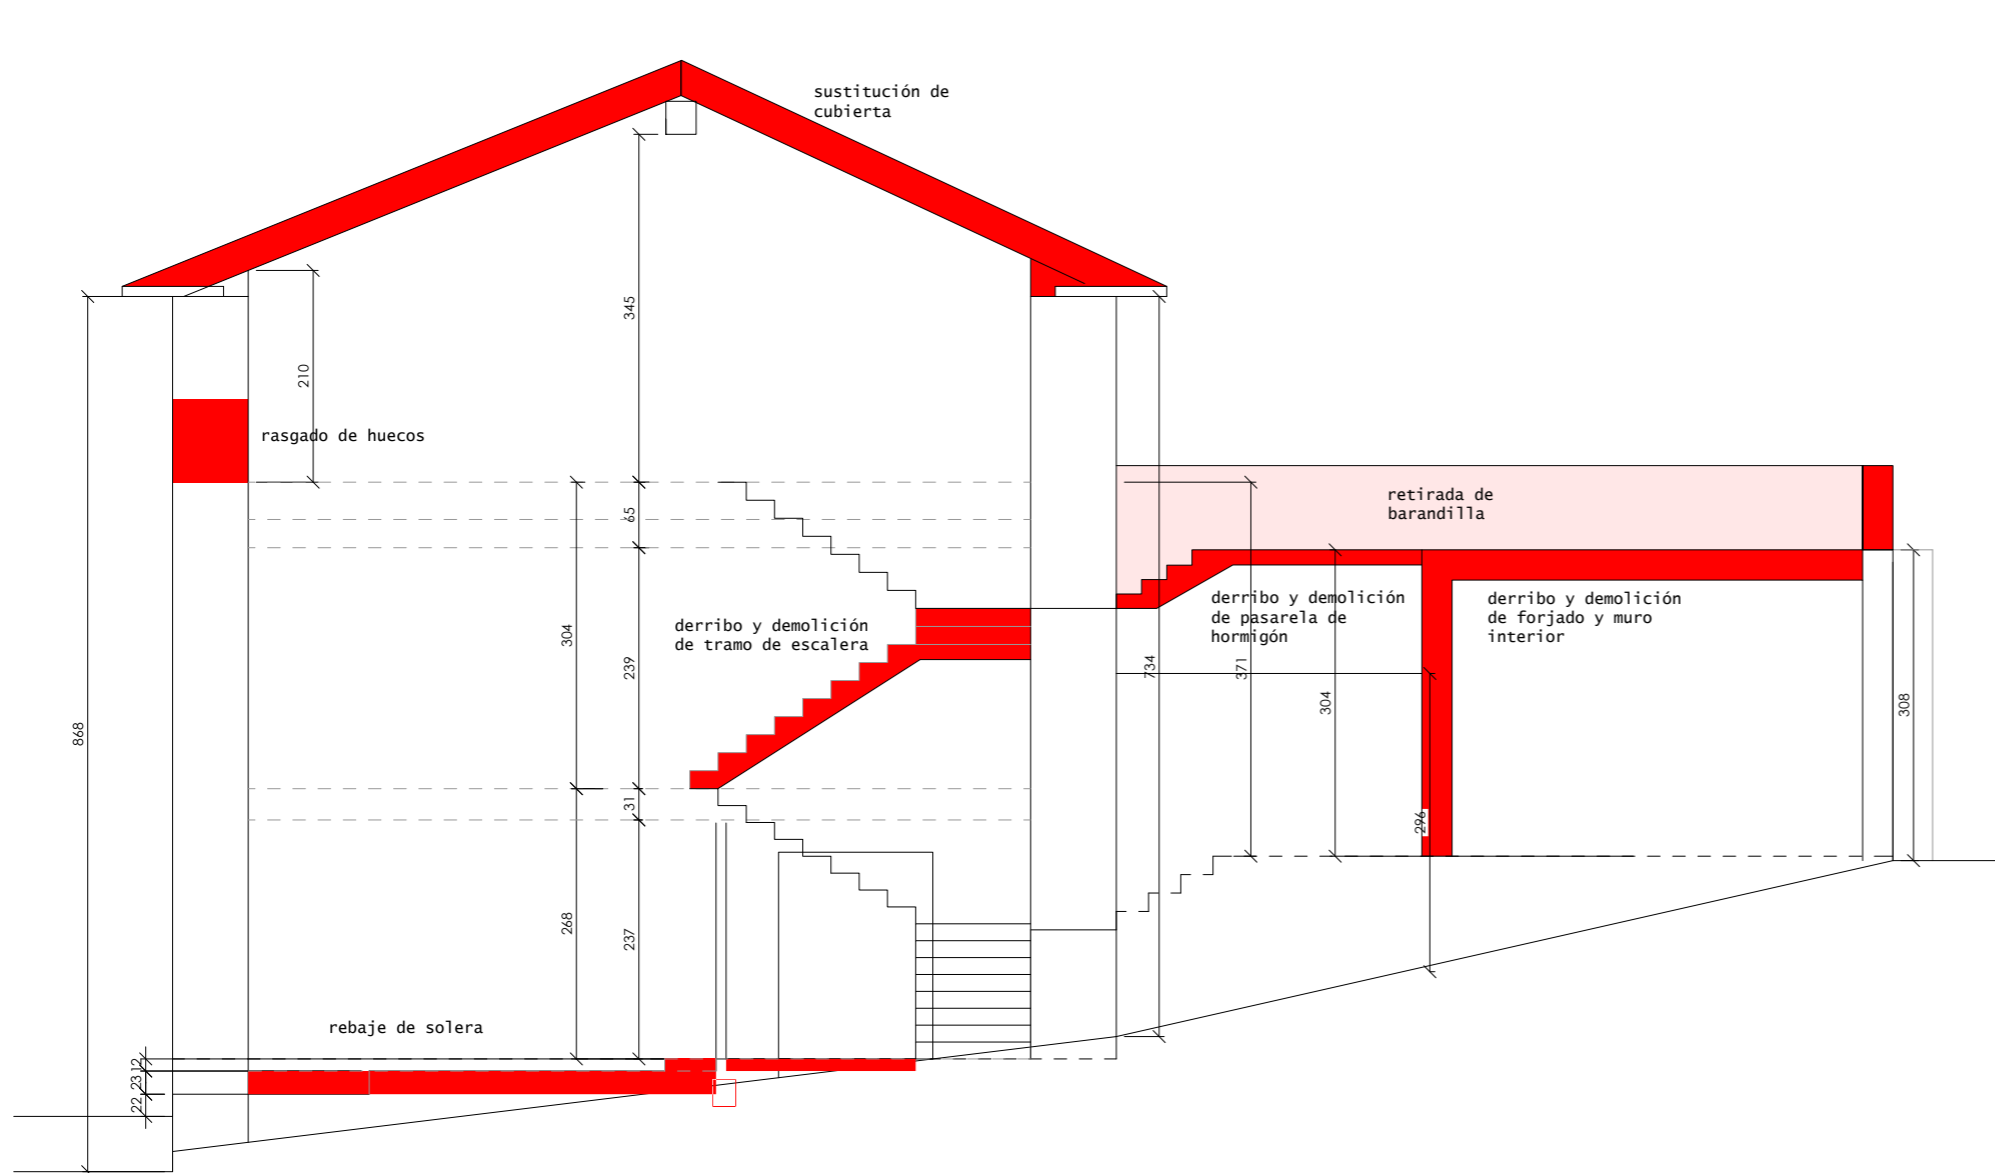 sustitución de
cubierta
345
210
rasgado de huecos
65
retirada de
barandilla
derribo y demolición
de tramo de escalera
304
239
derribo y demolición
de pasarela de
hormigón
derribo y demolición
de forjado y muro
interior
734
371
304
308
868
31
296
268
237
rebaje de solera
12
23
22